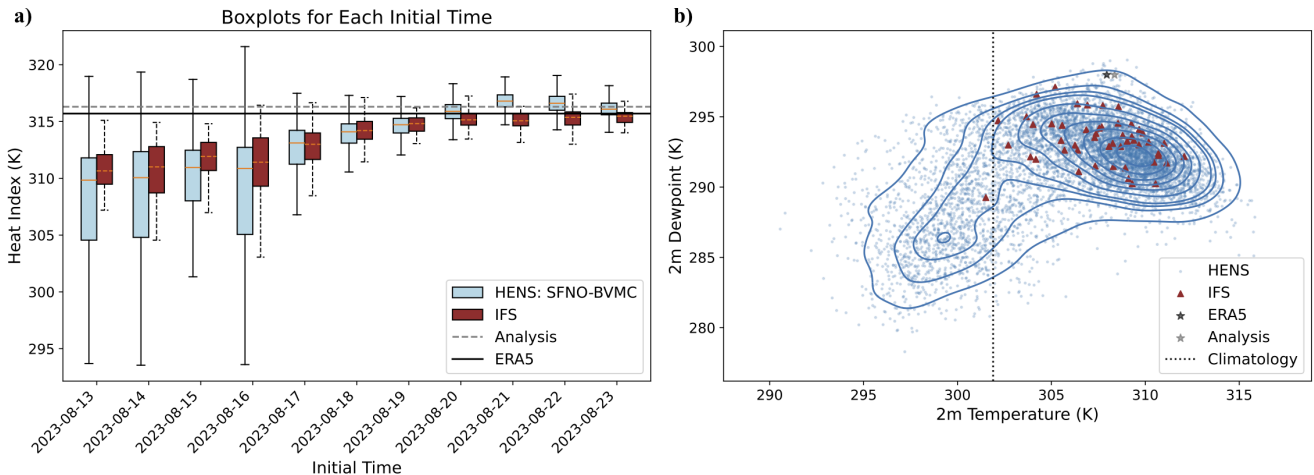 a)
Boxplots for Each Initial Time
Heat Index (K)
320
315
310
305
300
295
HENS: SFNO-BVMC
IFS
Analysis
ERA5
2023-08-13
2023-08-14
2023-08-15
2023-08-16
2023-08-17
2023-08-18
2023-08-19
2023-08-20
2023-08-21
2023-08-22
2023-08-23
Initial Time
b)
2m Dewpoint (K)
300
295
290
285
280
HENS
IFS
ERA5
Analysis
Climatology
290
295
300
305
310
315
2m Temperature (K)